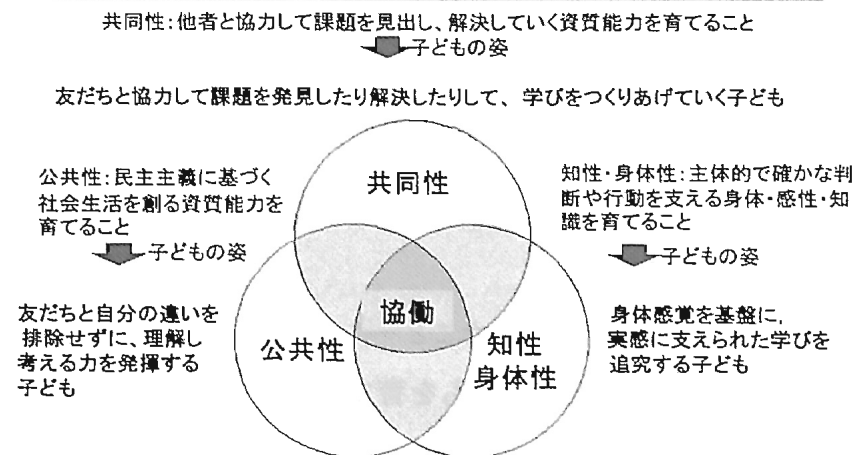 共同性:他者と協力して課題を見出し、解決していく資質能力を育てること
子どもの姿
友だちと協力して課題を発見したり解決したりして、学びをつくりあげていく子ども
公共性:民主主義に基づく
社会生活を創る資質能力を
育てること
子どもの姿
友だちと自分の違いを
排除せずに、理解し
考える力を発揮する
子ども
共同性
協働
公共性
知性
身体性
知性・身体性:主体的で確かな判
断や行動を支える身体・感性・知
識を育てること
子どもの姿
身体感覚を基盤に,
実感に支えられた学びを
追究する子ども